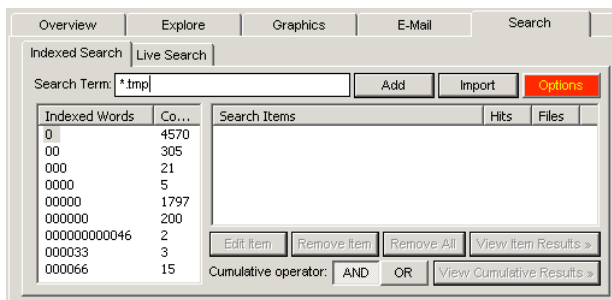 Overview Explore Graphics E-Mail Search
Indexed Search Live Search
Search Term: *.tmp Add Import Options
Indexed Words Co... Search Items Hits Files
0 4570
00 305
000 21
0000 5
00000 1797
000000 200
000000000046 2
000033 3
000066 15
Edit Item Remove Item Remove All View Item Results »
Cumulative operator: AND OR View Cumulative Results »